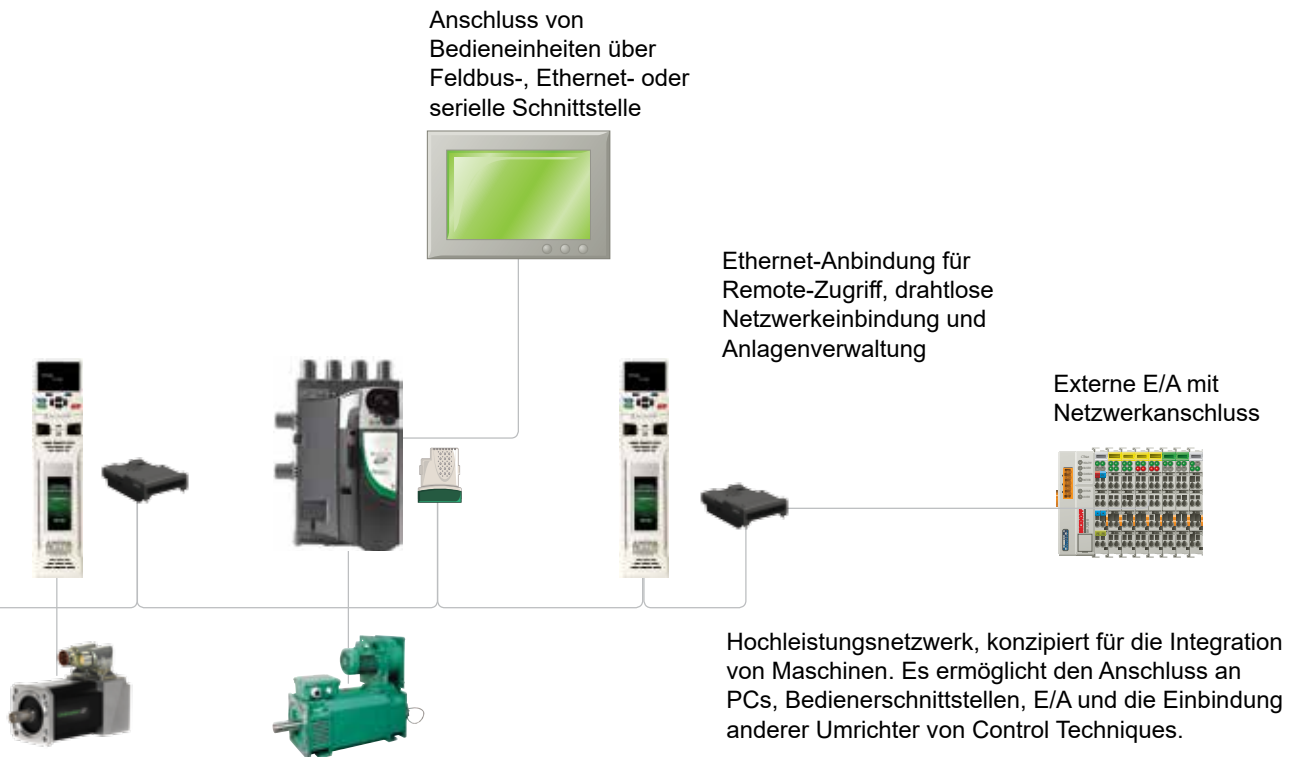 Anschluss von
Bedieneinheiten über
Feldbus-, Ethernet- oder
serielle Schnittstelle
Ethernet-Anbindung für
Remote-Zugriff, drahtlose
Netzwerkeinbindung und
Anlagenverwaltung
Externe E/A mit
Netzwerkanschluss
Hochleistungsnetzwerk, konzipiert für die Integration
von Maschinen. Es ermöglicht den Anschluss an
PCs, Bedienerschnittstellen, E/A und die Einbindung
anderer Umrichter von Control Techniques.